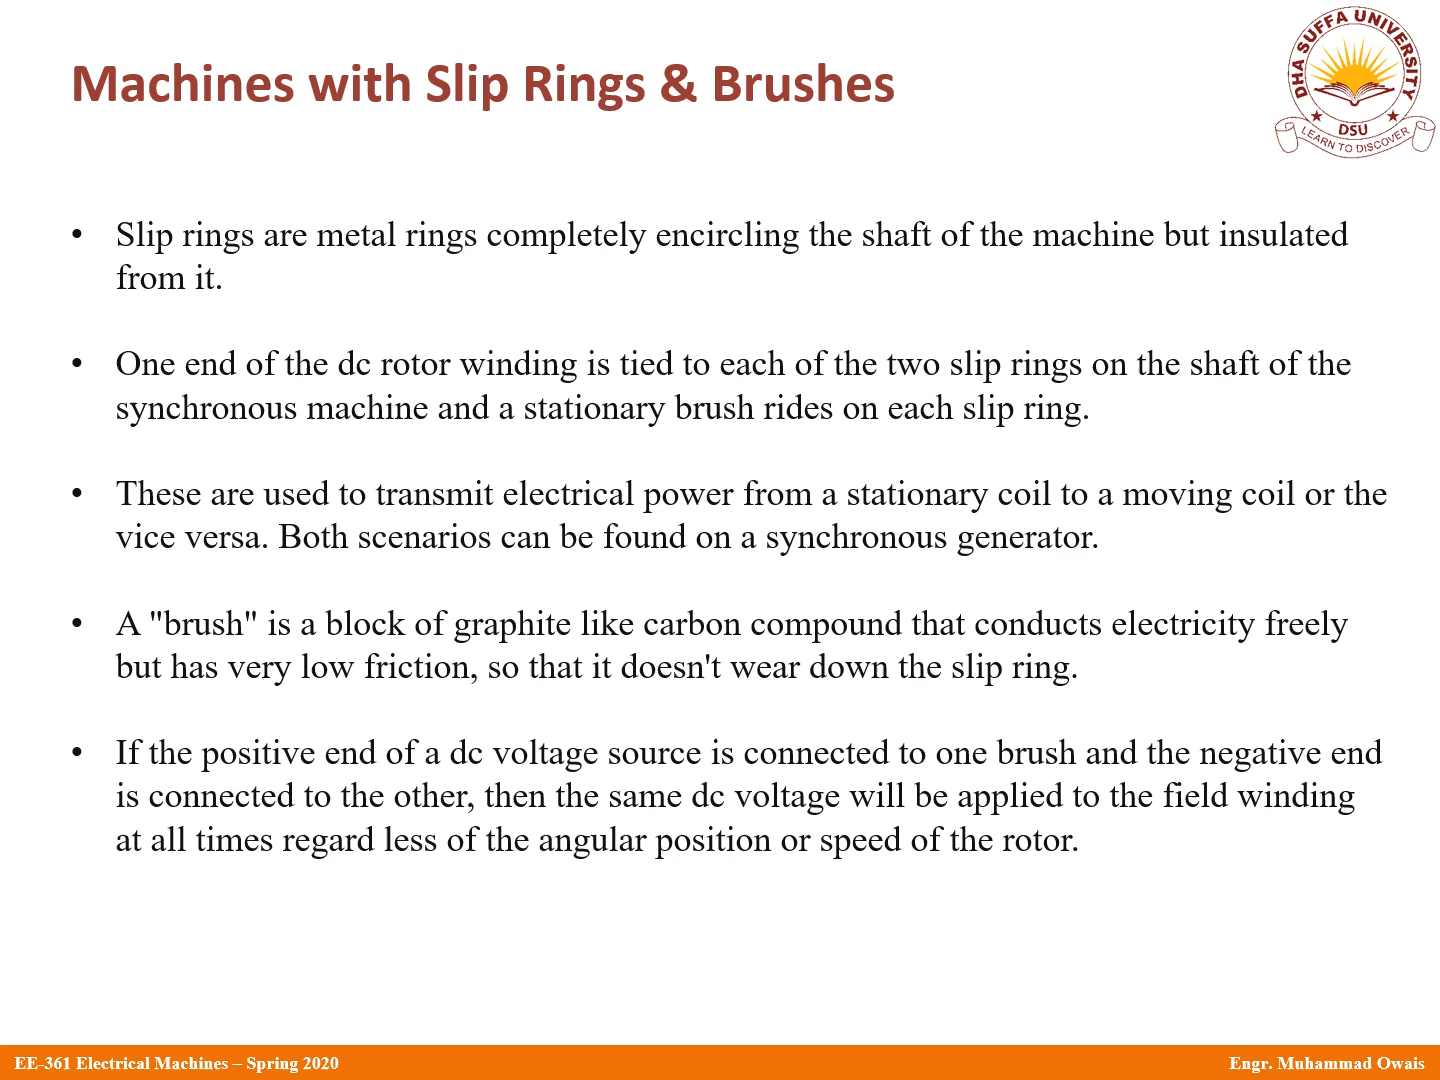 Machines with Slip Rings & Brushes
DHA SUFFA UNIVERSITY
DSU
LEARN TO DISCOVER
• Slip rings are metal rings completely encircling the shaft of the machine but insulated
from it.
• One end of the dc rotor winding is tied to each of the two slip rings on the shaft of the
synchronous machine and a stationary brush rides on each slip ring.
• These are used to transmit electrical power from a stationary coil to a moving coil or the
vice versa. Both scenarios can be found on a synchronous generator.
• A "brush" is a block of graphite like carbon compound that conducts electricity freely
but has very low friction, so that it doesn't wear down the slip ring.
• If the positive end of a dc voltage source is connected to one brush and the negative end
is connected to the other, then the same dc voltage will be applied to the field winding
at all times regard less of the angular position or speed of the rotor.
EE-361 Electrical Machines – Spring 2020
Engr. Muhammad Owais